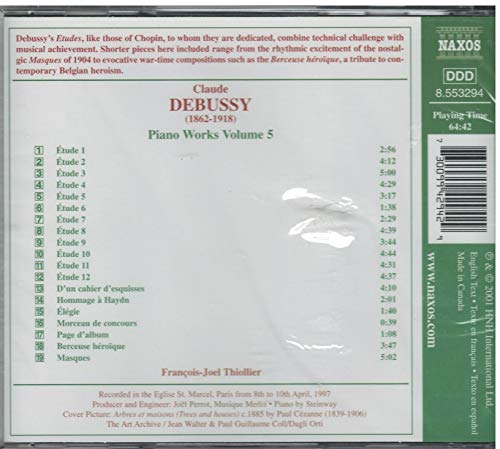 Debussy's Etudes, like those of Chopin, to whom they are dedicated, combine technical challenge with
musical achievement. Shorter pieces here included range from the rhythmic excitement of the nostal-
gic Masques of 1904 to evocative war-time compositions such as the Berceuse héroïque, a tribute to con-
temporary Belgian heroism.
Claude
DEBUSSY
(1862-1918)
Piano Works Volume 5
1 Étude 1 2:56
2 Étude 2 4:12
3 Étude 3 5:00
4 Étude 4 4:29
5 Étude 5 3:17
6 Étude 6 1:38
7 Étude 7 2:29
8 Étude 8 4:39
9 Étude 9 3:44
10 Étude 10 4:44
11 Étude 11 4:31
12 Étude 12 4:37
13 D'un cahier d'esquisses 4:10
14 Hommage à Haydn 2:01
15 Élégie 1:40
16 Morceau de concours 0:39
17 Page d'album 1:08
18 Berceuse héroïque 3:47
19 Masques 5:02
François-Joel Thiollier
Recorded in the Eglise St. Marcel, Paris from 8th to 10th April, 1997
Producer and Engineer: Joël Perrot, Musique Merlit • Piano by Steinway
Cover Picture: Arbres et maisons (Trees and houses) c.1885 by Paul Cézanne (1839-1906)
The Art Archive / Jean Walter & Paul Guillaume Coll/Dagli Orti
NAXOS
DDD
8.553294
Playing Time
64:42
7 30099 42942 7
www.naxos.com
℗ & © 2001 HNH International Ltd.
English Text • Texte en français • Texto en español
Made in Canada